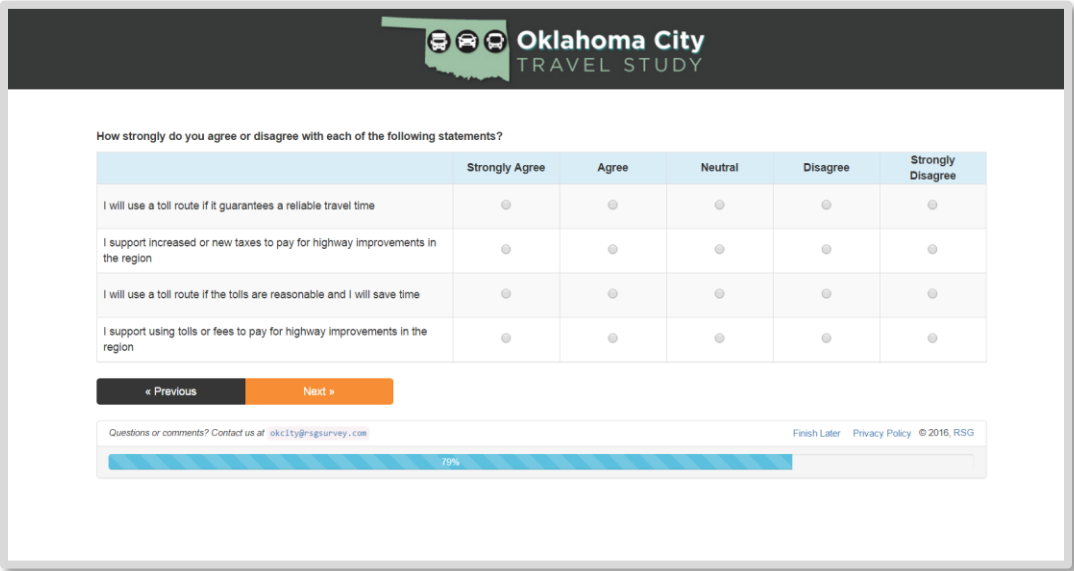 Oklahoma City
TRAVEL STUDY
How strongly do you agree or disagree with each of the following statements?
Strongly Agree Agree Neutral Disagree Strongly Disagree
I will use a toll route if it guarantees a reliable travel time
I support increased or new taxes to pay for highway improvements in
the region
I will use a toll route if the tolls are reasonable and I will save time
I support using tolls or fees to pay for highway improvements in the
region
« Previous Next »
Questions or comments? Contact us at okcity@rsgsurvey.com Finish Later Privacy Policy © 2016, RSG
79%